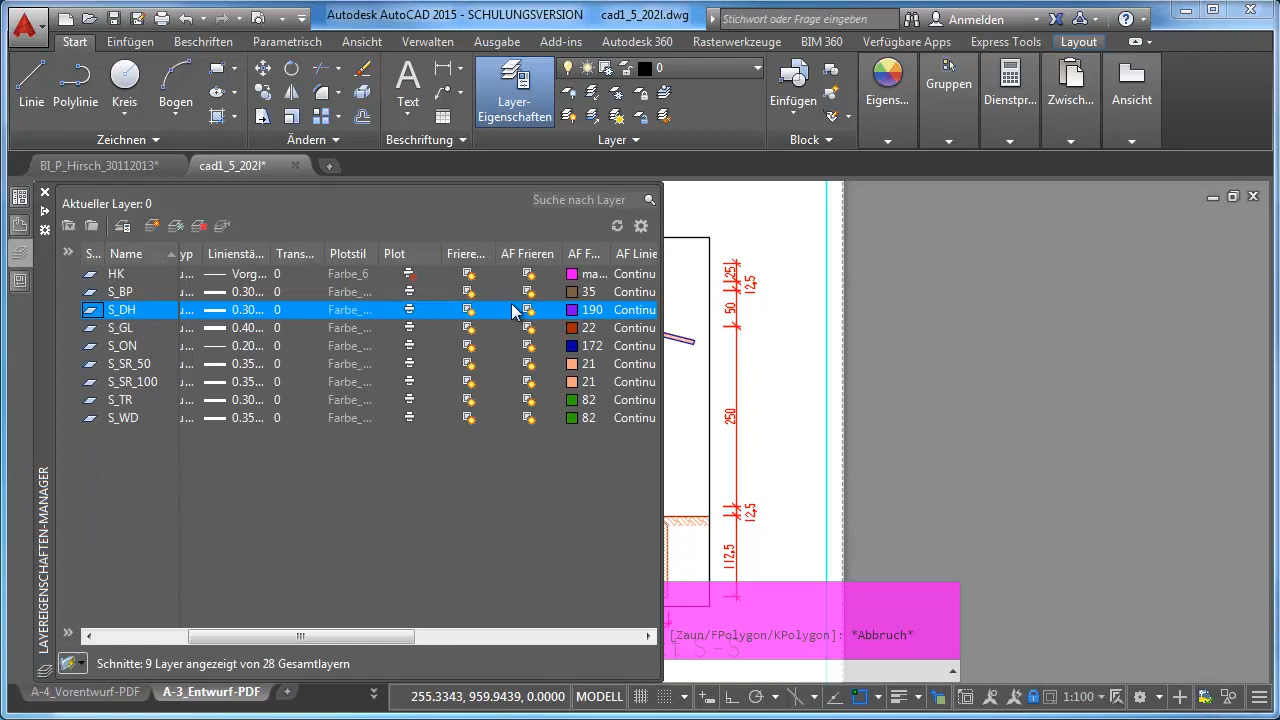 Autodesk AutoCAD 2015 - SCHULUNGSVERSION cad1_5_202l.dwg
Stichwort oder Frage eingeben
Anmelden
Start Einfügen Beschriften Parametrisch Ansicht Verwalten Ausgabe Add-ins Autodesk 360 Rasterwerkzeuge BIM 360 Verfügbare Apps Express Tools Layout
Linie Polylinie Kreis Bogen
Text
Layer-
Eigenschaften
0
Einfügen
Eigens...
Gruppen
Dienstpr...
Zwisch...
Ansicht
Zeichnen Ändern Beschriftung Layer Block
BI_P_Hirsch_30112013* cad1_5_202l*
Aktueller Layer: 0
Suche nach Layer
S... Name yp Linienstä... Trans... Plotstil Plot Friere... AF Frieren AF F... AF Linie
HK Vorg... 0 Farbe_6 ma... Continu
S_BP 0.30... 0 Farbe_... 35 Continu
S_DH 0.30... 0 Farbe_... 190 Continu
S_GL 0.40... 0 Farbe_... 22 Continu
S_ON 0.20... 0 Farbe_... 172 Continu
S_SR_50 0.35... 0 Farbe_... 21 Continu
S_SR_100 0.35... 0 Farbe_... 21 Continu
S_TR 0.30... 0 Farbe_... 82 Continu
S_WD 0.35... 0 Farbe_... 82 Continu
LAYEREIGENSCHAFTEN-MANAGER
25
12,5
50
250
12,5
112,5
[Zaun/FPolygon/KPolygon]: *Abbruch*
t S-S
Schnitte: 9 Layer angezeigt von 28 Gesamtlayern
A-4_Vorentwurf-PDF A-3_Entwurf-PDF
255.3343, 959.9439, 0.0000 MODELL 1:100